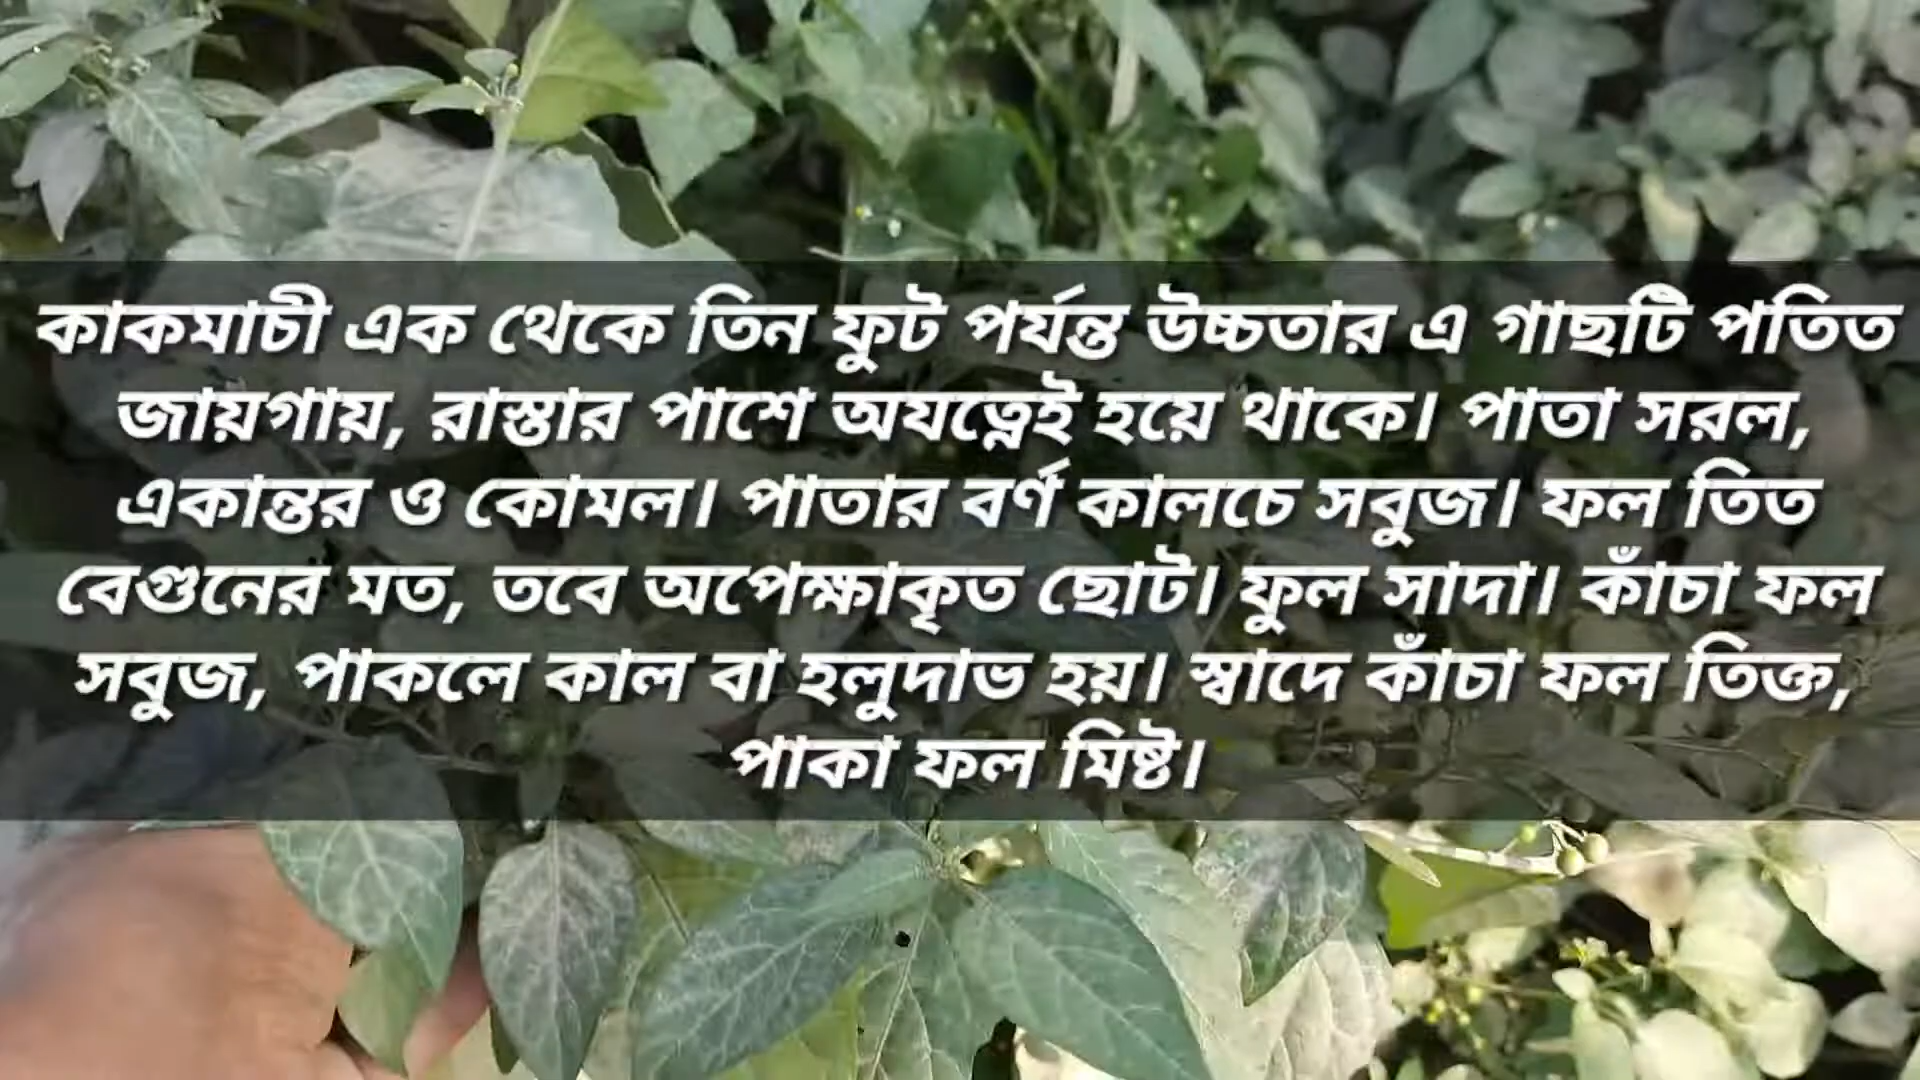 কাকমাচী এক থেকে তিন ফুট পর্যন্ত উচ্চতার এ গাছটি পতিত
জায়গায়, রাস্তার পাশে অযত্নেই হয়ে থাকে। পাতা সরল,
একান্তর ও কোমল। পাতার বর্ণ কালচে সবুজ। ফল তিত
বেগুনের মত, তবে অপেক্ষাকৃত ছোট। ফুল সাদা। কাঁচা ফল
সবুজ, পাকলে কাল বা হলুদাভ হয়। স্বাদে কাঁচা ফল তিক্ত,
পাকা ফল মিষ্ট।